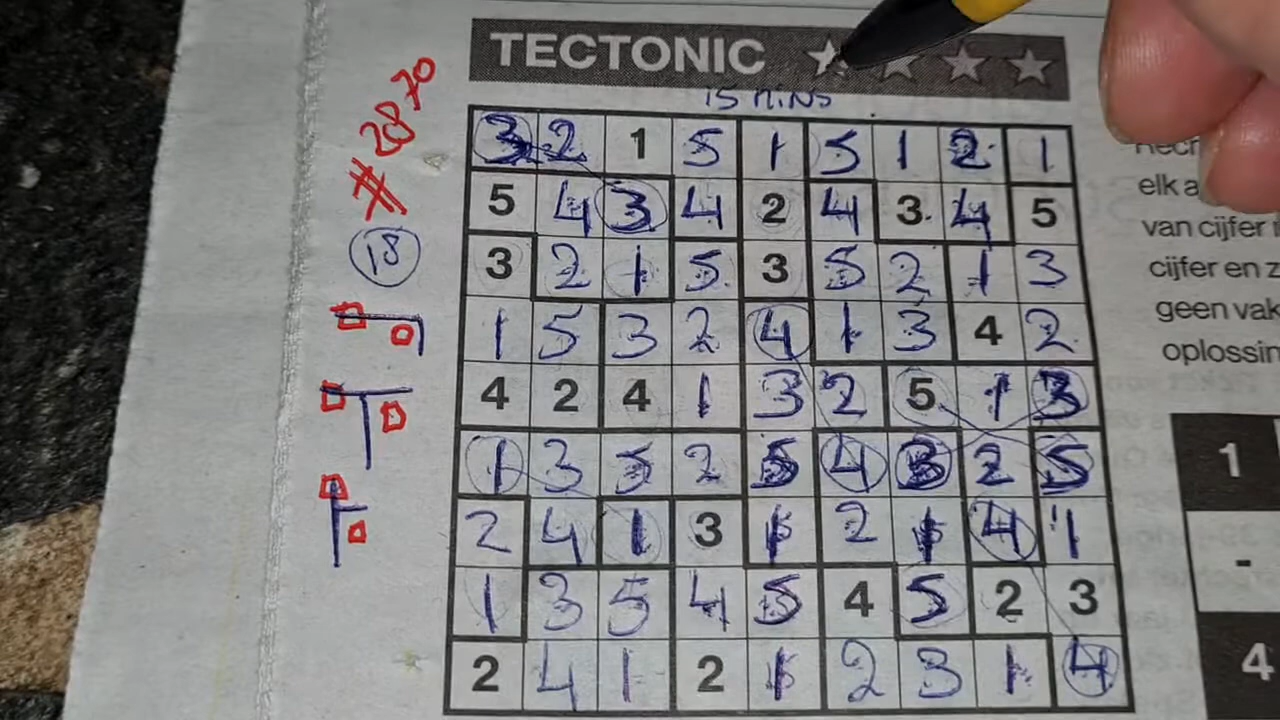 TECTONIC
15 MINS
# 2870
18
3 2 1 5 1 5 1 2 1
5 4 3 4 2 4 3 4 5
3 2 1 5 3 5 2 1 3
1 5 3 2 4 1 3 4 2
4 2 4 1 3 2 5 1 3
1 3 5 2 5 4 3 2 5
2 4 1 3 1 2 1 4 1
1 3 5 4 5 4 5 2 3
2 4 1 2 1 2 3 1 4
elk a
van cijfer
cijfer en z
geen vak
oplossin
1
-
4